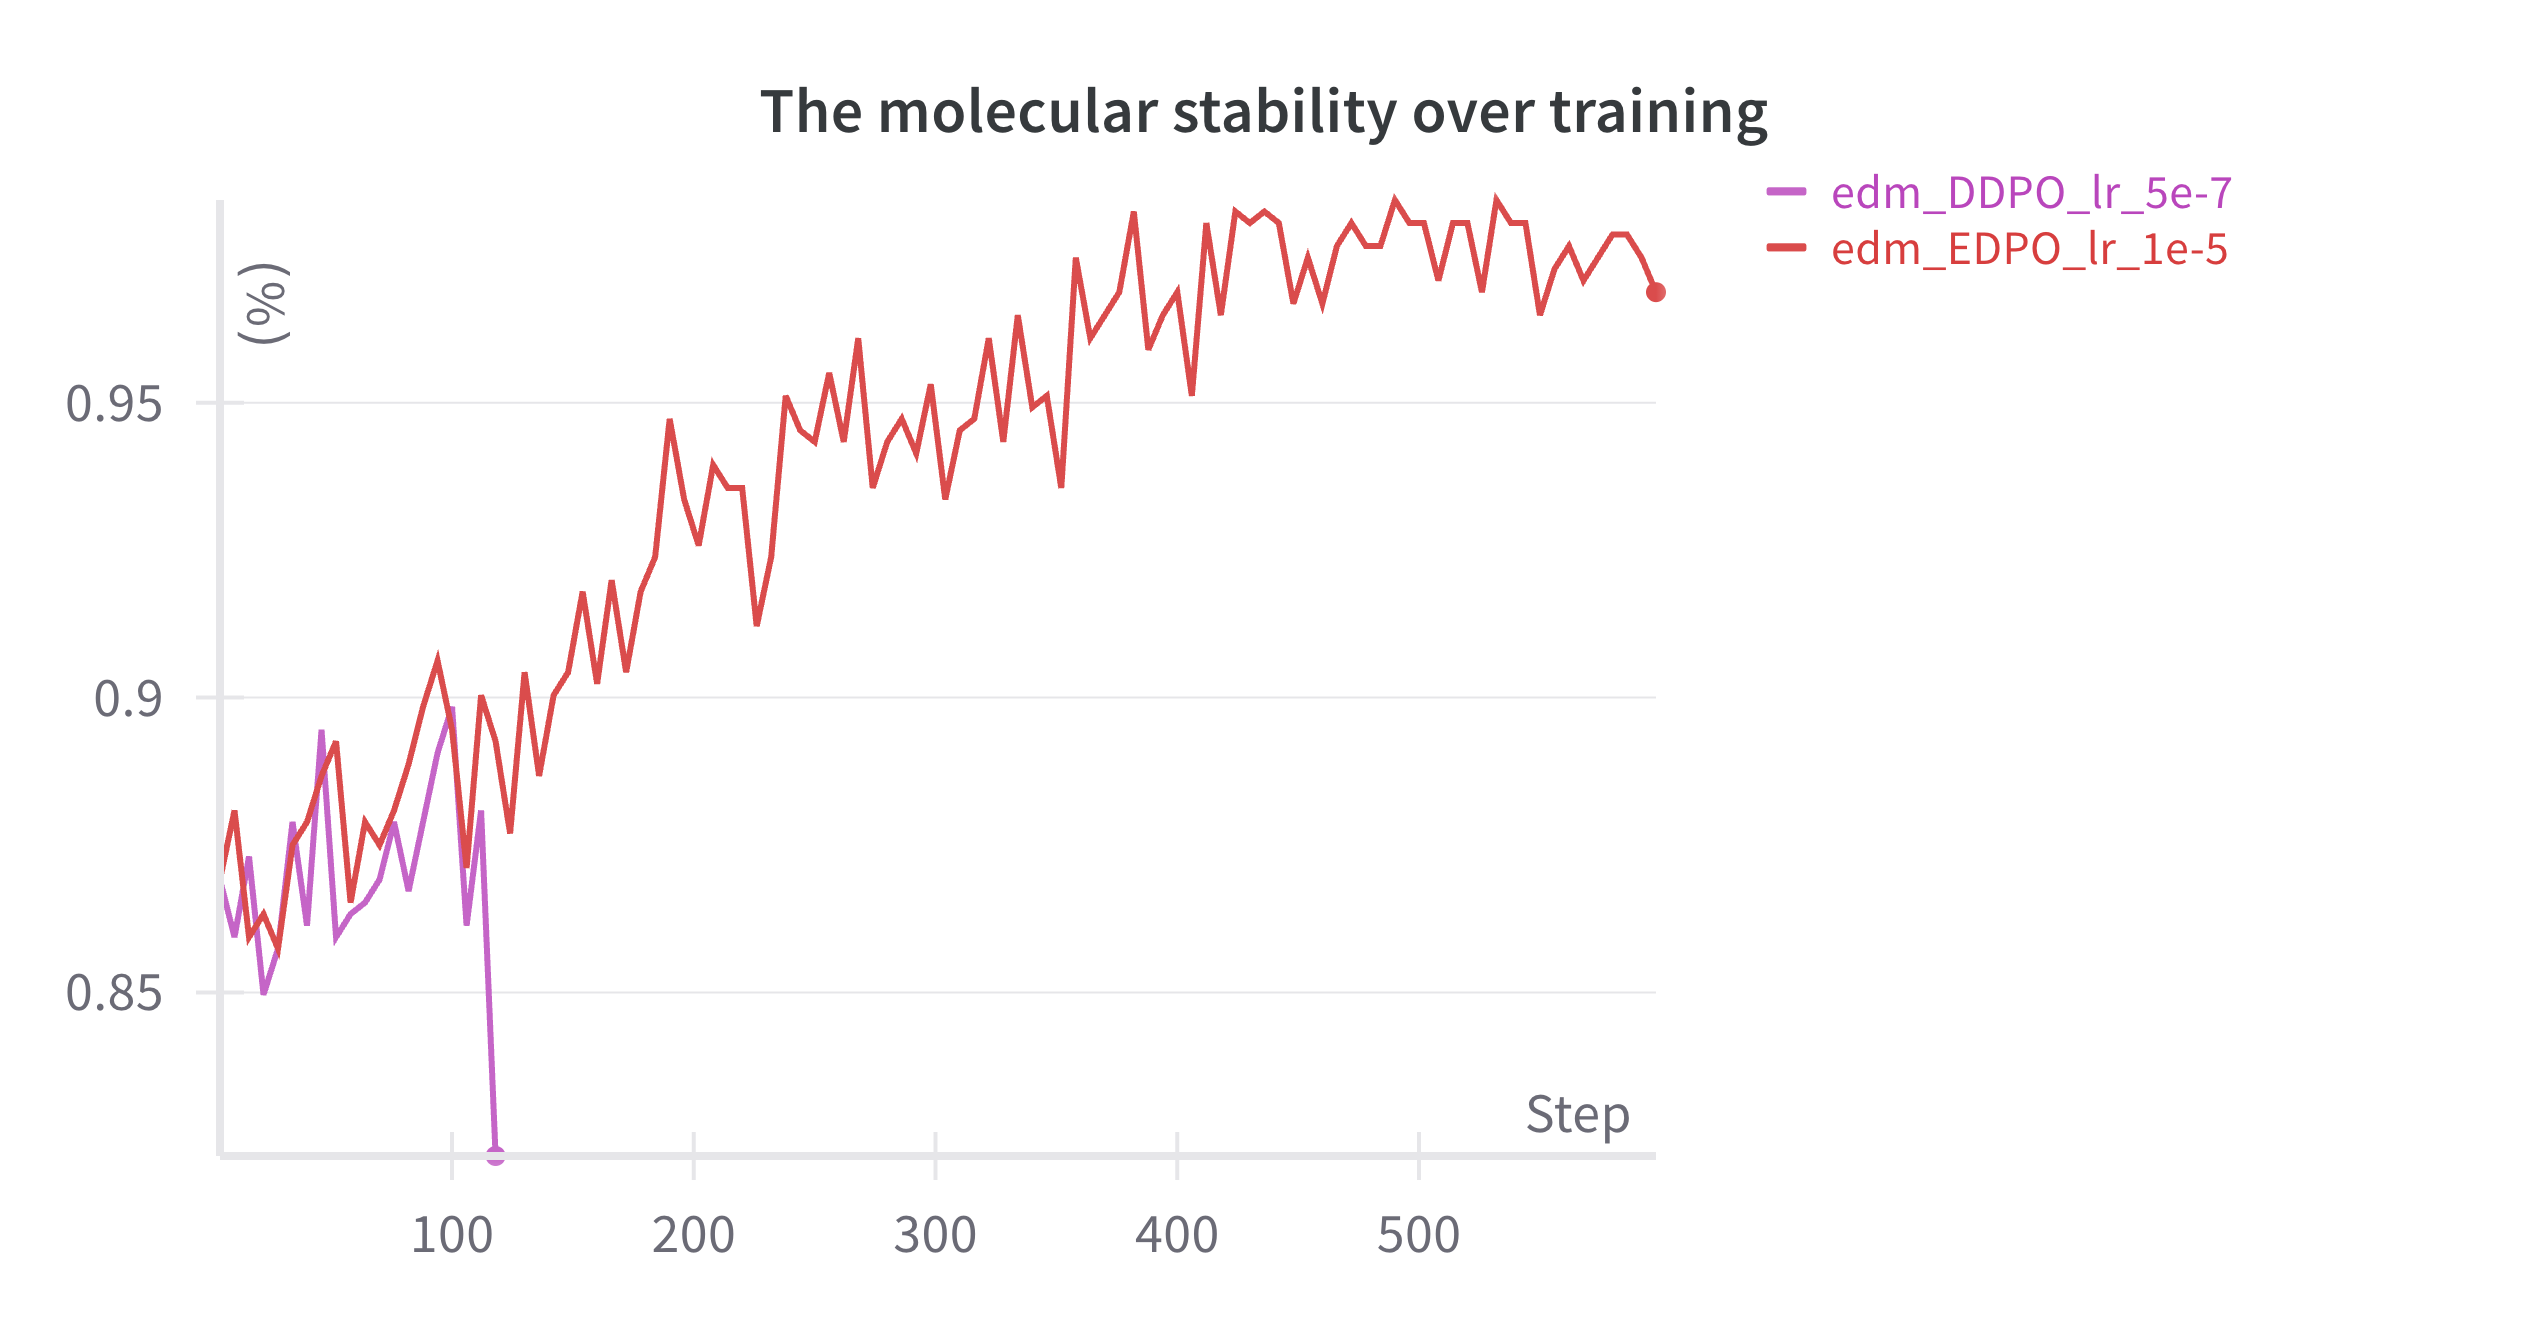 The molecular stability over training
edm_DDPO_lr_5e-7
edm_EDPO_lr_1e-5
(%)
0.95
0.9
0.85
Step
100 200 300 400 500